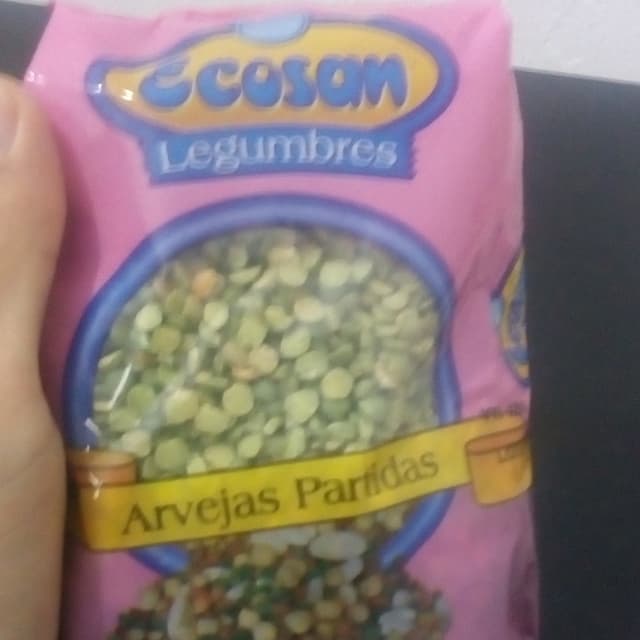 Ecosan
Legumbres
Arvejas Partidas